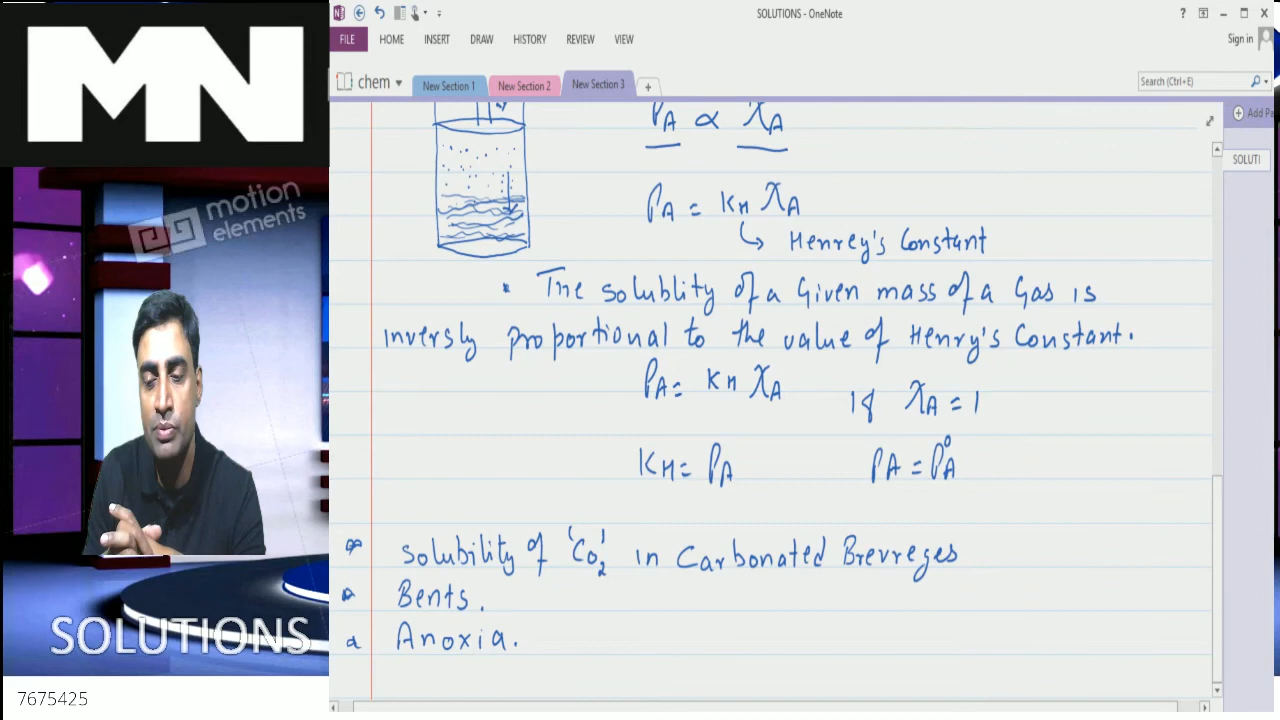 MN
motion
elements
SOLUTIONS
7675425
SOLUTIONS - OneNote
?
Sign in
FILE HOME INSERT DRAW HISTORY REVIEW VIEW
chem
New Section 1 New Section 2 New Section 3 +
Search (Ctrl+E)
Add Pa
SOLUTI
PA ∝ XA
PA = KH XA
↳ Henrey's Constant
• The solublity of a Given mass of a Gas is
inversly proportional to the value of Henry's Constant.
PA = KH XA
If XA = 1
KH = PA
PA = P°A
Solubility of 'CO2' in Carbonated Brevreges
Bents.
Anoxia.